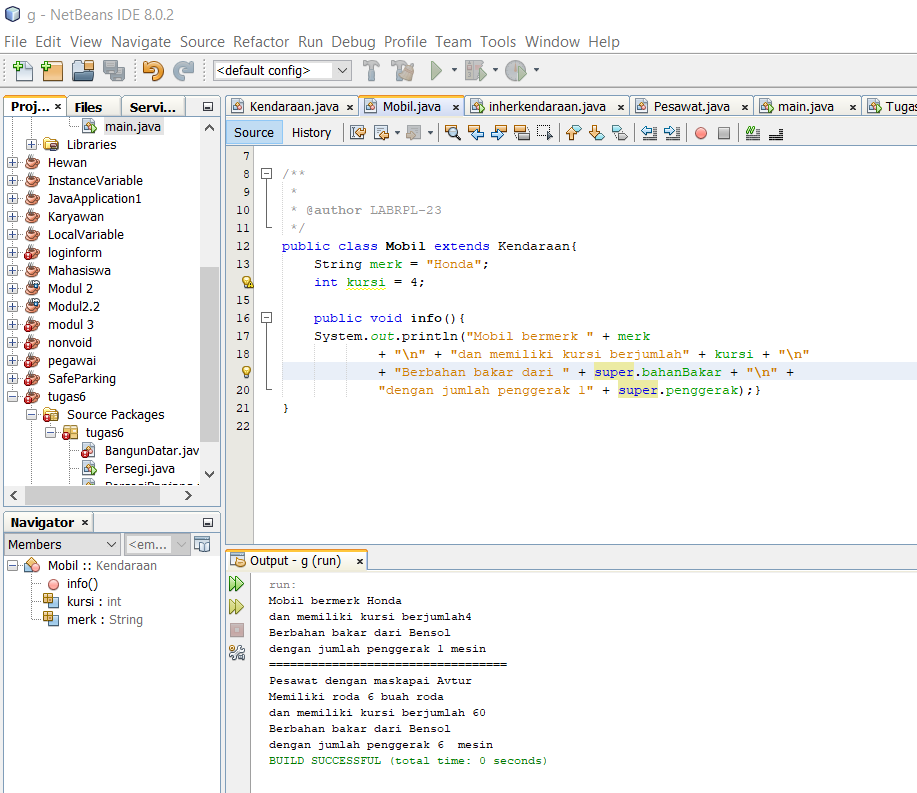 g - NetBeans IDE 8.0.2
File Edit View Navigate Source Refactor Run Debug Profile Team Tools Window Help
<default config>
Proj... × Files Servi...
main.java
Libraries
Hewan
InstanceVariable
JavaApplication1
Karyawan
LocalVariable
loginform
Mahasiswa
Modul 2
Modul2.2
modul 3
nonvoid
pegawai
SafeParking
tugas6
Source Packages
tugas6
BangunDatar.jav
Persegi.java
Navigator ×
Members <em...
Mobil :: Kendaraan
info()
kursi : int
merk : String
Kendaraan.java × Mobil.java × inherkendaraan.java × Pesawat.java × main.java × Tugas
Source History
7
8 /**
9 *
10 * @author LABRPL-23
11 */
12 public class Mobil extends Kendaraan{
13 String merk = "Honda";
int kursi = 4;
15
16 public void info(){
17 System.out.println("Mobil bermerk " + merk
18 + "\n" + "dan memiliki kursi berjumlah" + kursi + "\n"
+ "Berbahan bakar dari " + super.bahanBakar + "\n" +
20 "dengan jumlah penggerak 1" + super.penggerak);}
21 }
22
Output - g (run) ×
run:
Mobil bermerk Honda
dan memiliki kursi berjumlah4
Berbahan bakar dari Bensol
dengan jumlah penggerak 1 mesin
==================================
Pesawat dengan maskapai Avtur
Memiliki roda 6 buah roda
dan memiliki kursi berjumlah 60
Berbahan bakar dari Bensol
dengan jumlah penggerak 6  mesin
BUILD SUCCESSFUL (total time: 0 seconds)